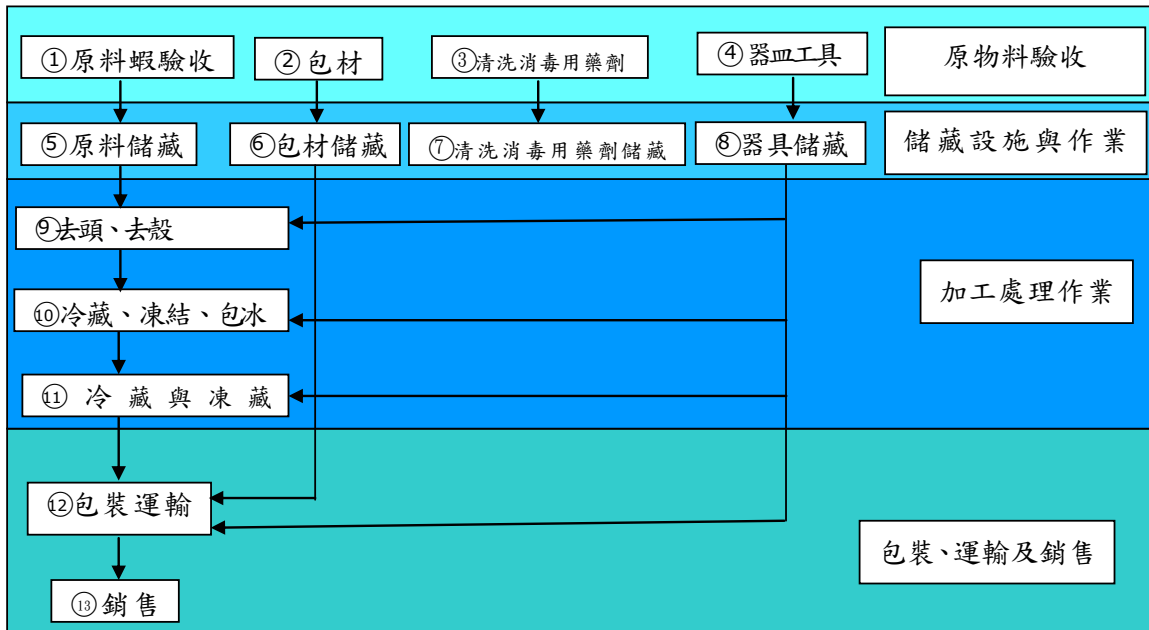 ①原料蝦驗收
②包材
③清洗消毒用藥劑
④器皿工具
原物料驗收
⑤原料儲藏
⑥包材儲藏
⑦清洗消毒用藥劑儲藏
⑧器具儲藏
儲藏設施與作業
⑨去頭、去殼
加工處理作業
⑩冷藏、凍結、包冰
⑪冷藏與凍藏
⑫包裝運輸
包裝、運輸及銷售
⑬銷售